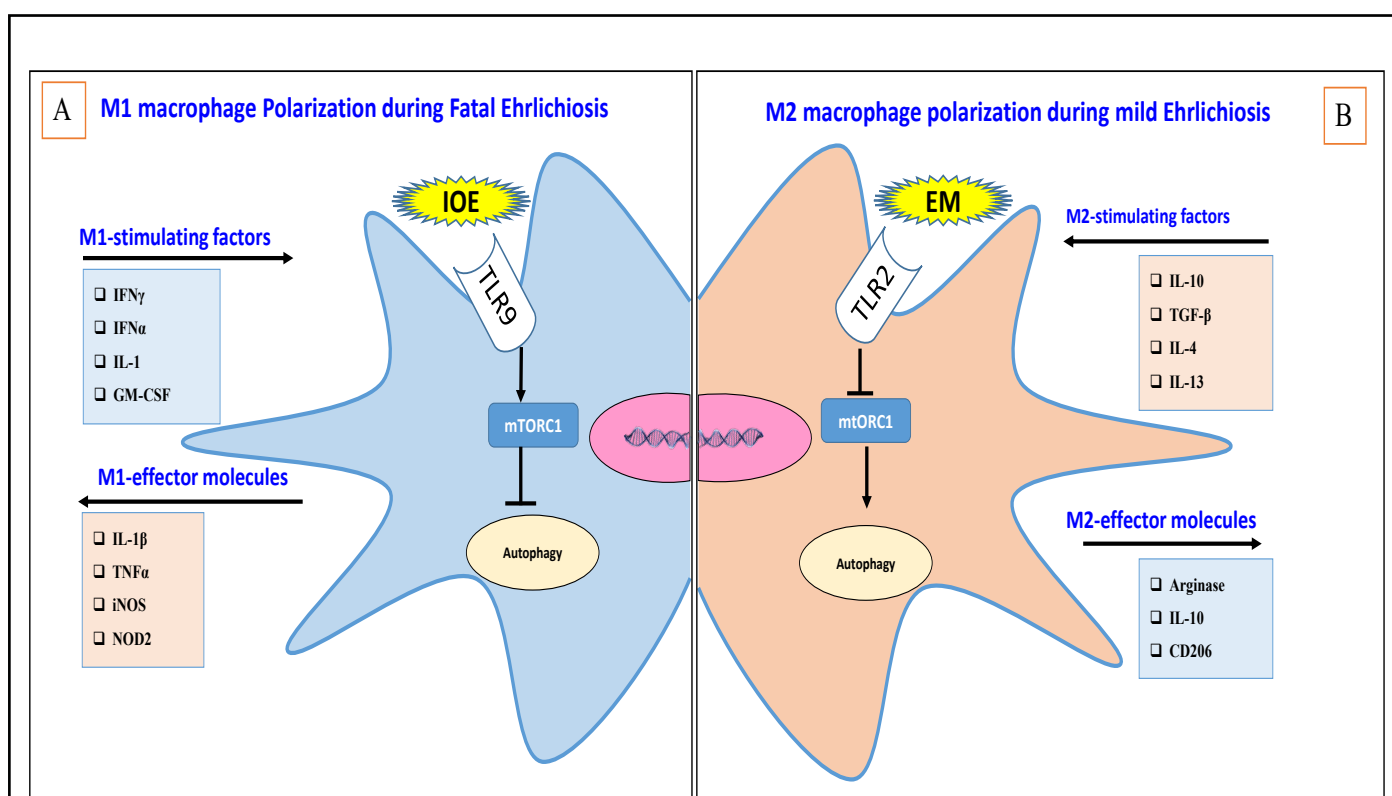 A
M1 macrophage Polarization during Fatal Ehrlichiosis
IOE
TLR9
M1-stimulating factors
❑ IFNγ
❑ IFNα
❑ IL-1
❑ GM-CSF
mTORC1
M1-effector molecules
❑ IL-1β
❑ TNFα
❑ iNOS
❑ NOD2
Autophagy
M2 macrophage polarization during mild Ehrlichiosis
B
EM
TLR2
M2-stimulating factors
❑ IL-10
❑ TGF-β
❑ IL-4
❑ IL-13
mtORC1
Autophagy
M2-effector molecules
❑ Arginase
❑ IL-10
❑ CD206